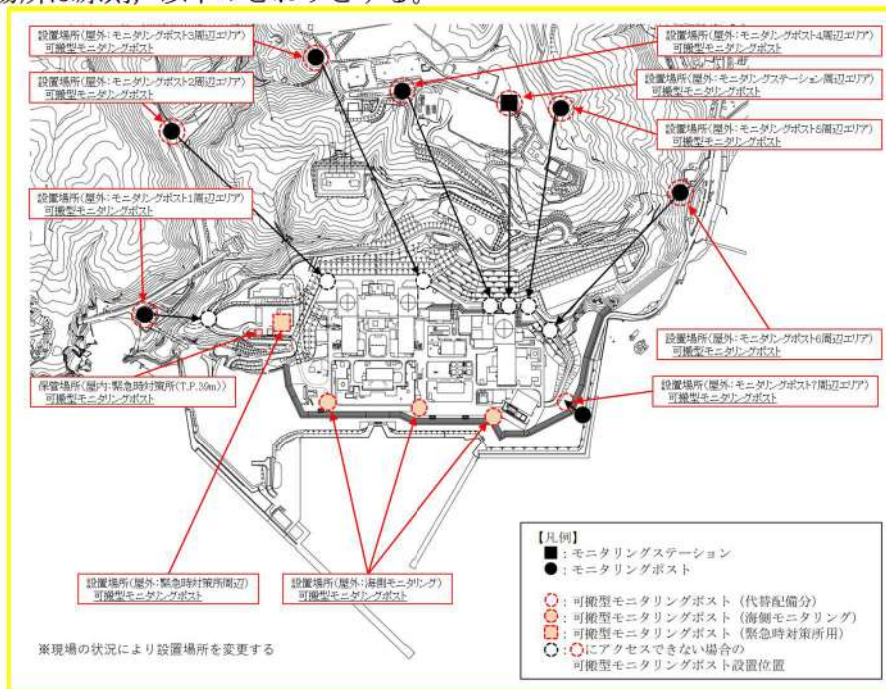 場所は原則，以下のとおりとする。
設置場所(屋外：モニタリングポスト3周辺エリア)
可搬型モニタリングポスト
設置場所(屋外：モニタリングポスト4周辺エリア)
可搬型モニタリングポスト
設置場所(屋外：モニタリングポスト2周辺エリア)
可搬型モニタリングポスト
設置場所(屋外：モニタリングステーション周辺エリア)
可搬型モニタリングポスト
設置場所(屋外：モニタリングポスト5周辺エリア)
可搬型モニタリングポスト
設置場所(屋外：モニタリングポスト1周辺エリア)
可搬型モニタリングポスト
設置場所(屋外：モニタリングポスト6周辺エリア)
可搬型モニタリングポスト
保管場所(屋内：緊急時対策所(T.P.39m))
可搬型モニタリングポスト
設置場所(屋外：モニタリングポスト7周辺エリア)
可搬型モニタリングポスト
設置場所(屋外：緊急時対策所周辺)
可搬型モニタリングポスト
設置場所(屋外：海側モニタリング)
可搬型モニタリングポスト
【凡例】
■：モニタリングステーション
●：モニタリングポスト
：可搬型モニタリングポスト（代替配備分）
：可搬型モニタリングポスト（海側モニタリング）
：可搬型モニタリングポスト（緊急時対策所用）
：にアクセスできない場合の
可搬型モニタリングポスト設置位置
※現場の状況により設置場所を変更する